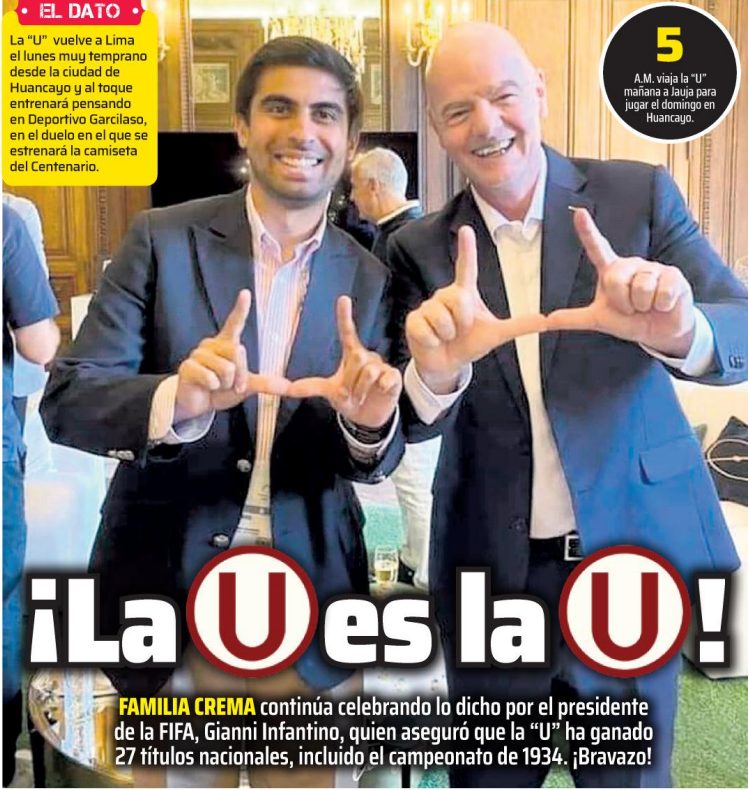 • EL DATO •
La “U” vuelve a Lima
el lunes muy temprano
desde la ciudad de
Huancayo y al toque
entrenará pensando
en Deportivo Garcilaso,
en el duelo en el que se
estrenará la camiseta
del Centenario.
5
A.M. viaja la “U”
mañana a Jauja para
jugar el domingo en
Huancayo.
¡La U es la U!
FAMILIA CREMA continúa celebrando lo dicho por el presidente
de la FIFA, Gianni Infantino, quien aseguró que la “U” ha ganado
27 títulos nacionales, incluido el campeonato de 1934. ¡Bravazo!